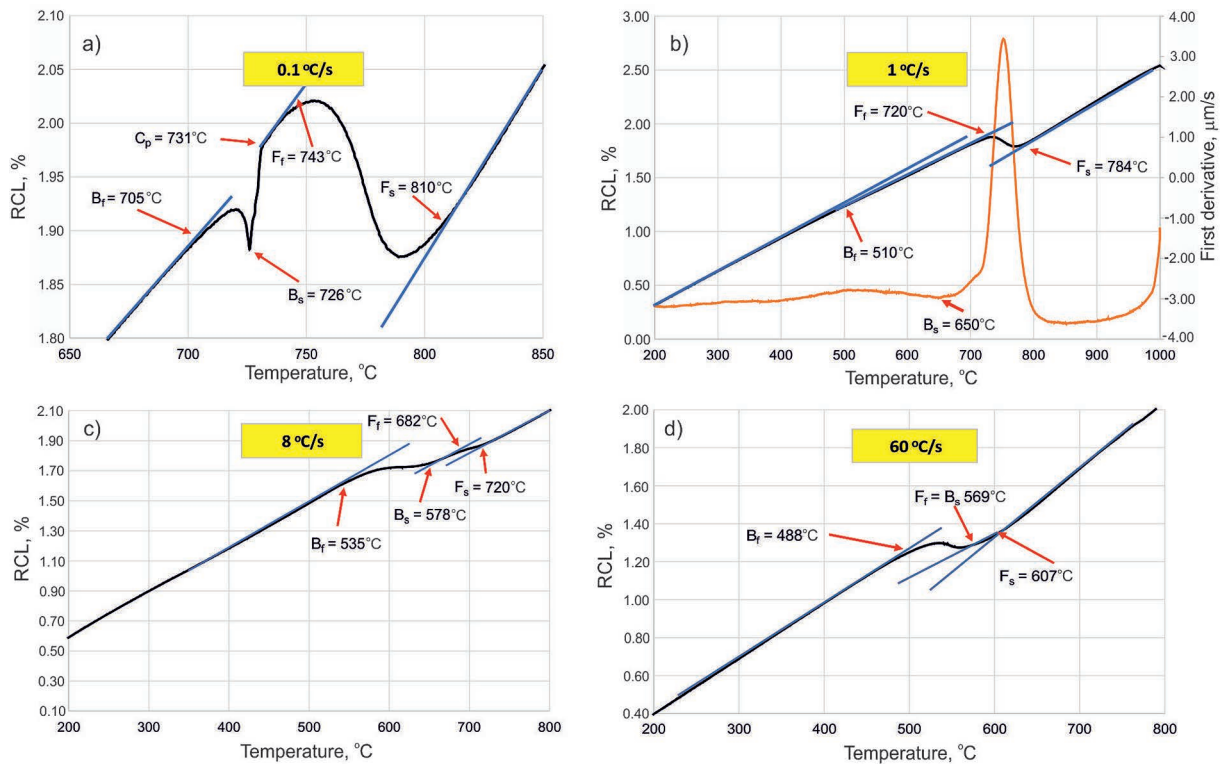 a)
0.1 °C/s
2.10
2.05
2.00
1.95
1.90
1.85
1.80
RCL, %
Cp = 731°C
Ff = 743°C
Bf = 705°C
Fs = 810°C
Bs = 726°C
650
700
750
800
850
Temperature, °C
b)
1 °C/s
3.00
2.50
2.00
1.50
1.00
0.50
0.00
RCL, %
4.00
3.00
2.00
1.00
0.00
-1.00
-2.00
-3.00
-4.00
First derivative, µm/s
Ff = 720°C
Fs = 784°C
Bf = 510°C
Bs = 650°C
200
300
400
500
600
700
800
900
1000
Temperature, °C
c)
8 °C/s
2.10
1.90
1.70
1.50
1.30
1.10
0.90
0.70
0.50
0.30
0.10
RCL, %
Ff = 682°C
Fs = 720°C
Bs = 578°C
Bf = 535°C
200
300
400
500
600
700
800
Temperature, °C
d)
60 °C/s
2.00
1.80
1.60
1.40
1.20
1.00
0.80
0.60
0.40
RCL, %
Ff = Bs 569°C
Bf = 488°C
Fs = 607°C
200
300
400
500
600
700
800
Temperature, °C